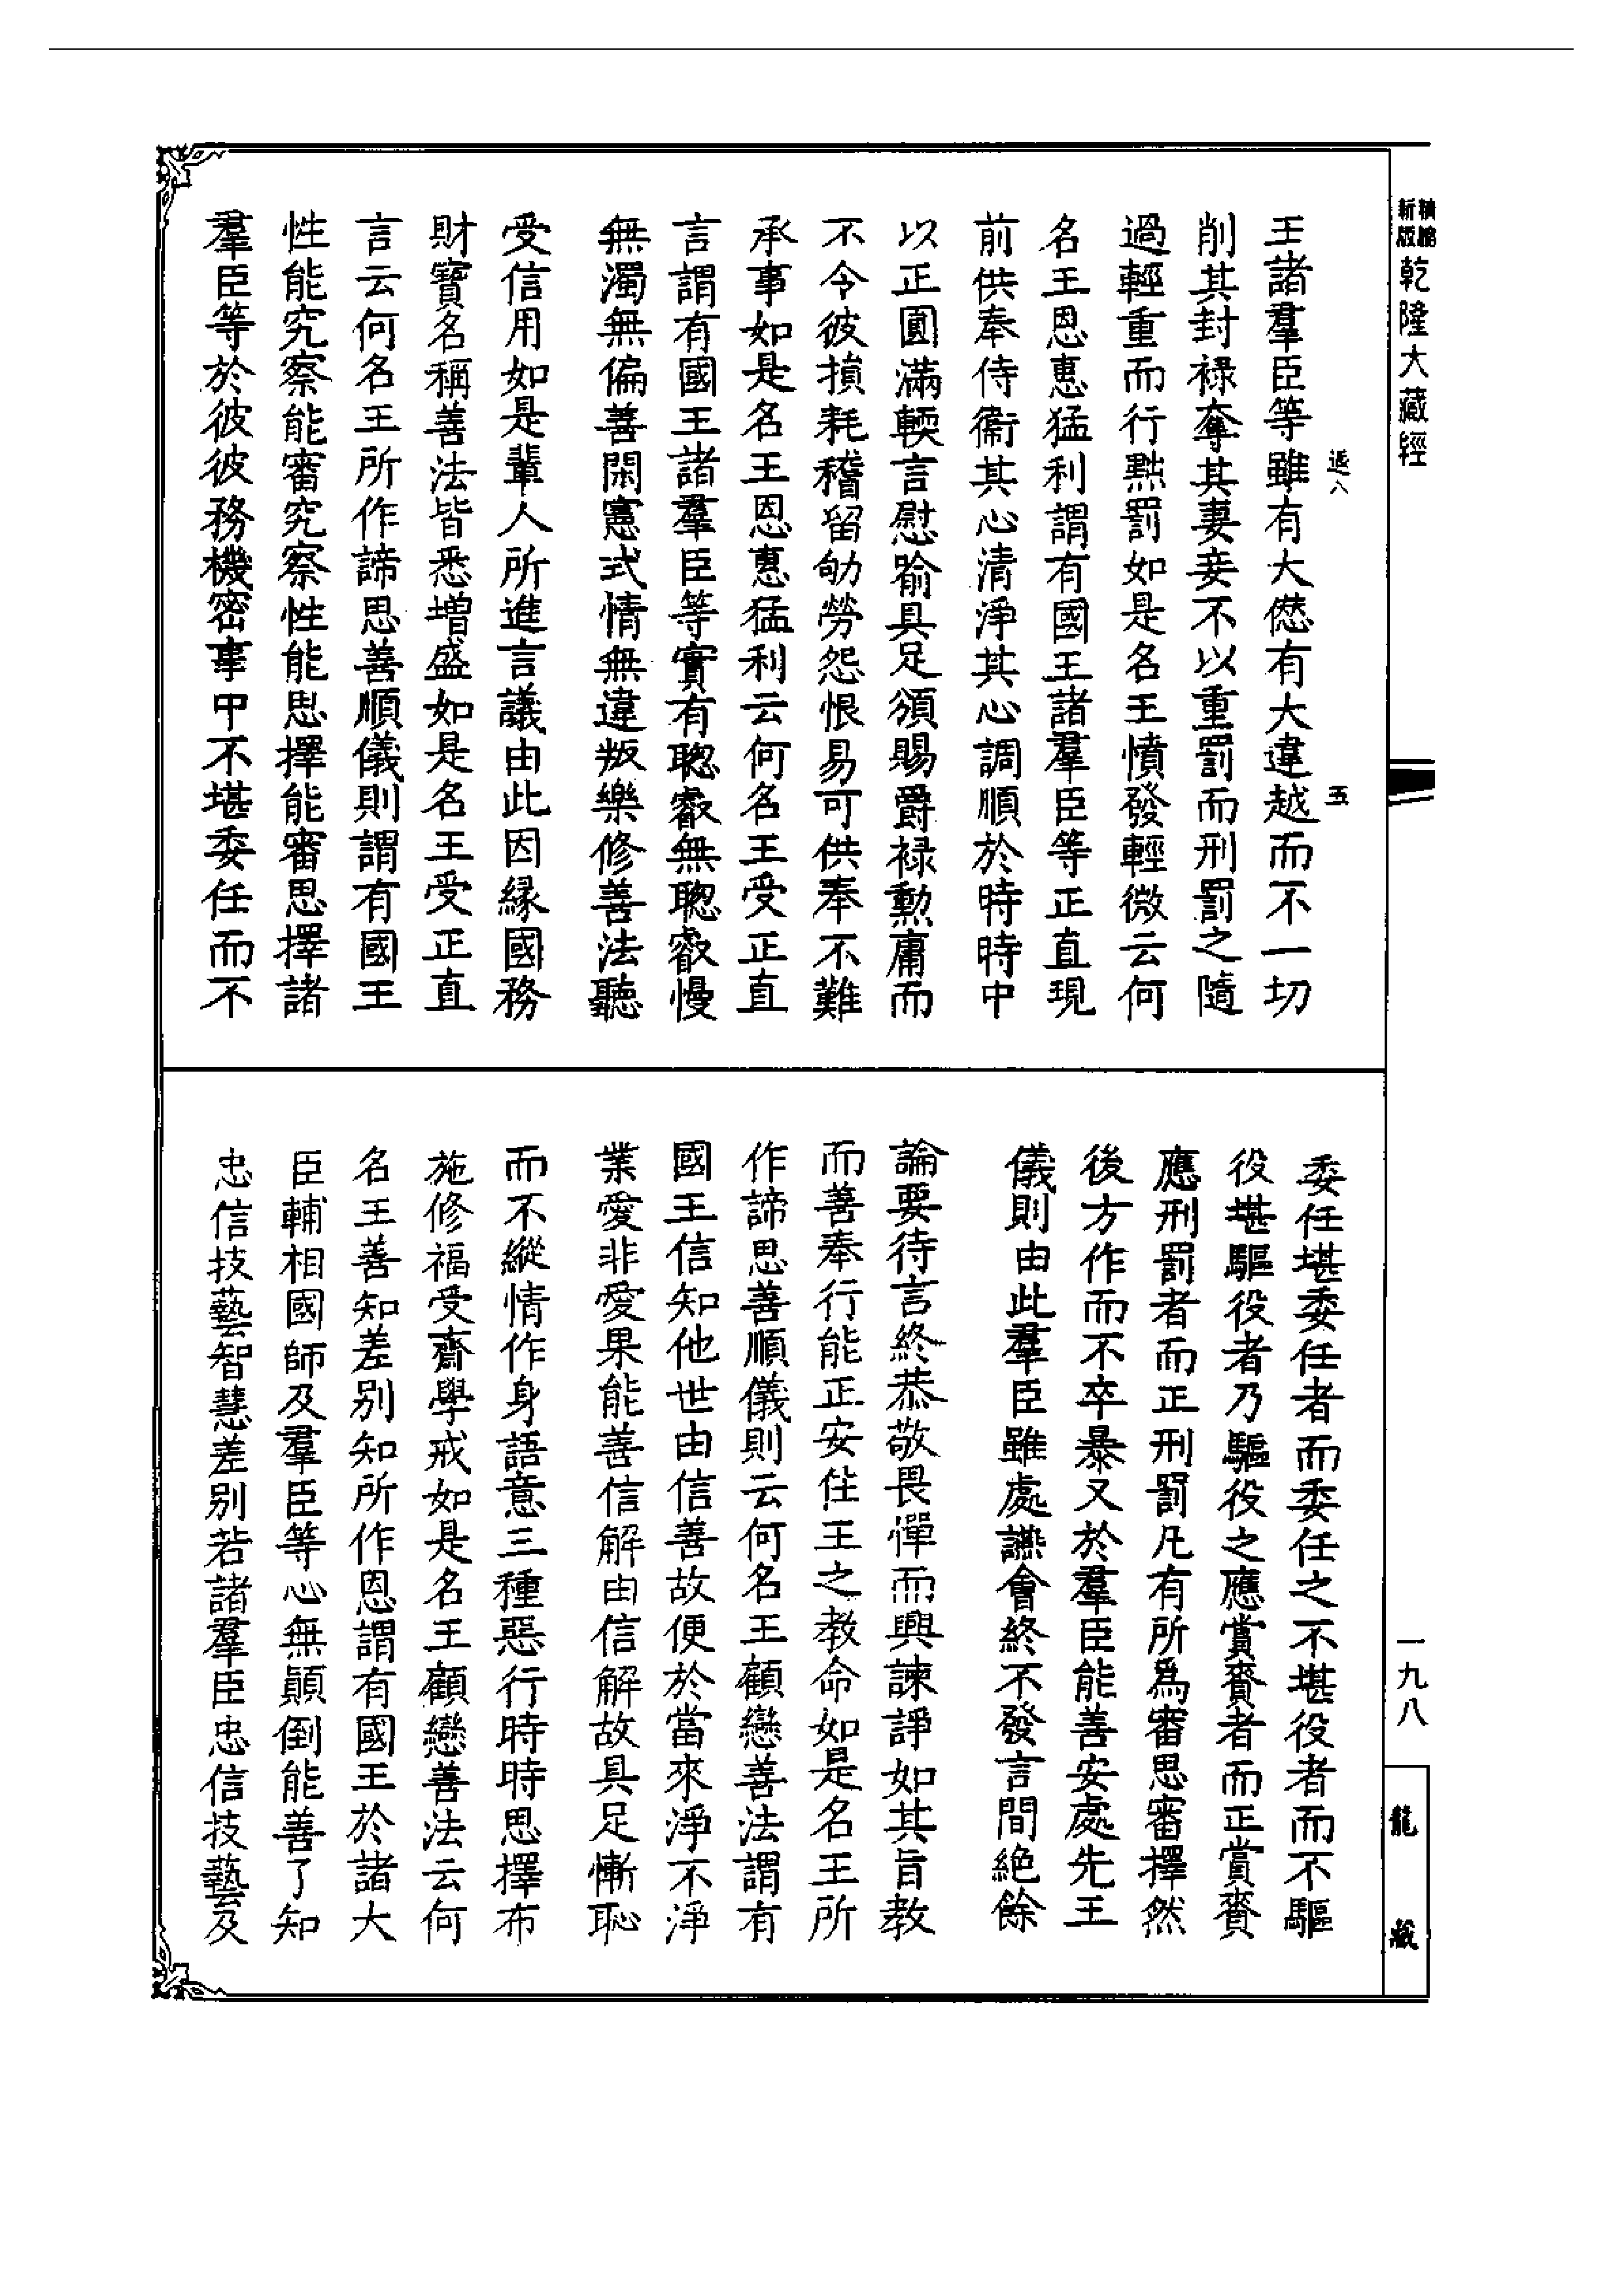 精縮
新版
乾隆大藏經
遜六
五
王諸羣臣等雖有大愆有大違越而不一切
削其封祿奪其妻妾不以重罰而刑罰之隨
過輕重而行黜罰如是名王憤發輕微云何
名王恩惠猛利謂有國王諸羣臣等正直現
前供奉侍衞其心清淨其心調順於時時中
以正圓滿輭言慰喻具足頒賜爵祿勳庸而
不令彼損耗稽留劬勞怨恨易可供奉不難
承事如是名王恩惠猛利云何名王受正直
言謂有國王諸羣臣等實有聰叡無聰叡慢
無濁無偏善閑憲式情無違叛樂修善法聽
受信用如是輩人所進言議由此因緣國務
財寶名稱善法皆悉增盛如是名王受正直
言云何名王所作諦思善順儀則謂有國王
性能究察能審究察性能思擇能審思擇諸
羣臣等於彼彼務機密事中不堪委任而不
委任堪委任者而委任之不堪役者而不驅
役堪驅役者乃驅役之應賞賚者而正賞賚
應刑罰者而正刑罰凡有所爲審思審擇然
後方作而不卒暴又於羣臣能善安處先王
儀則由此羣臣雖處讌會終不發言間絶餘
論要待言終恭敬畏憚而興諫諍如其旨教
而善奉行能正安住王之教命如是名王所
作諦思善順儀則云何名王顧戀善法謂有
國王信知他世由信善故便於當來淨不淨
業愛非愛果能善信解由信解故具足慚恥
而不縱情作身語意三種惡行時時思擇布
施修福受齋學戒如是名王顧戀善法云何
名王善知差別知所作恩謂有國王於諸大
臣輔相國師及羣臣等心無顚倒能善了知
忠信技藝智慧差別若諸羣臣忠信技藝及
一九八
龍藏